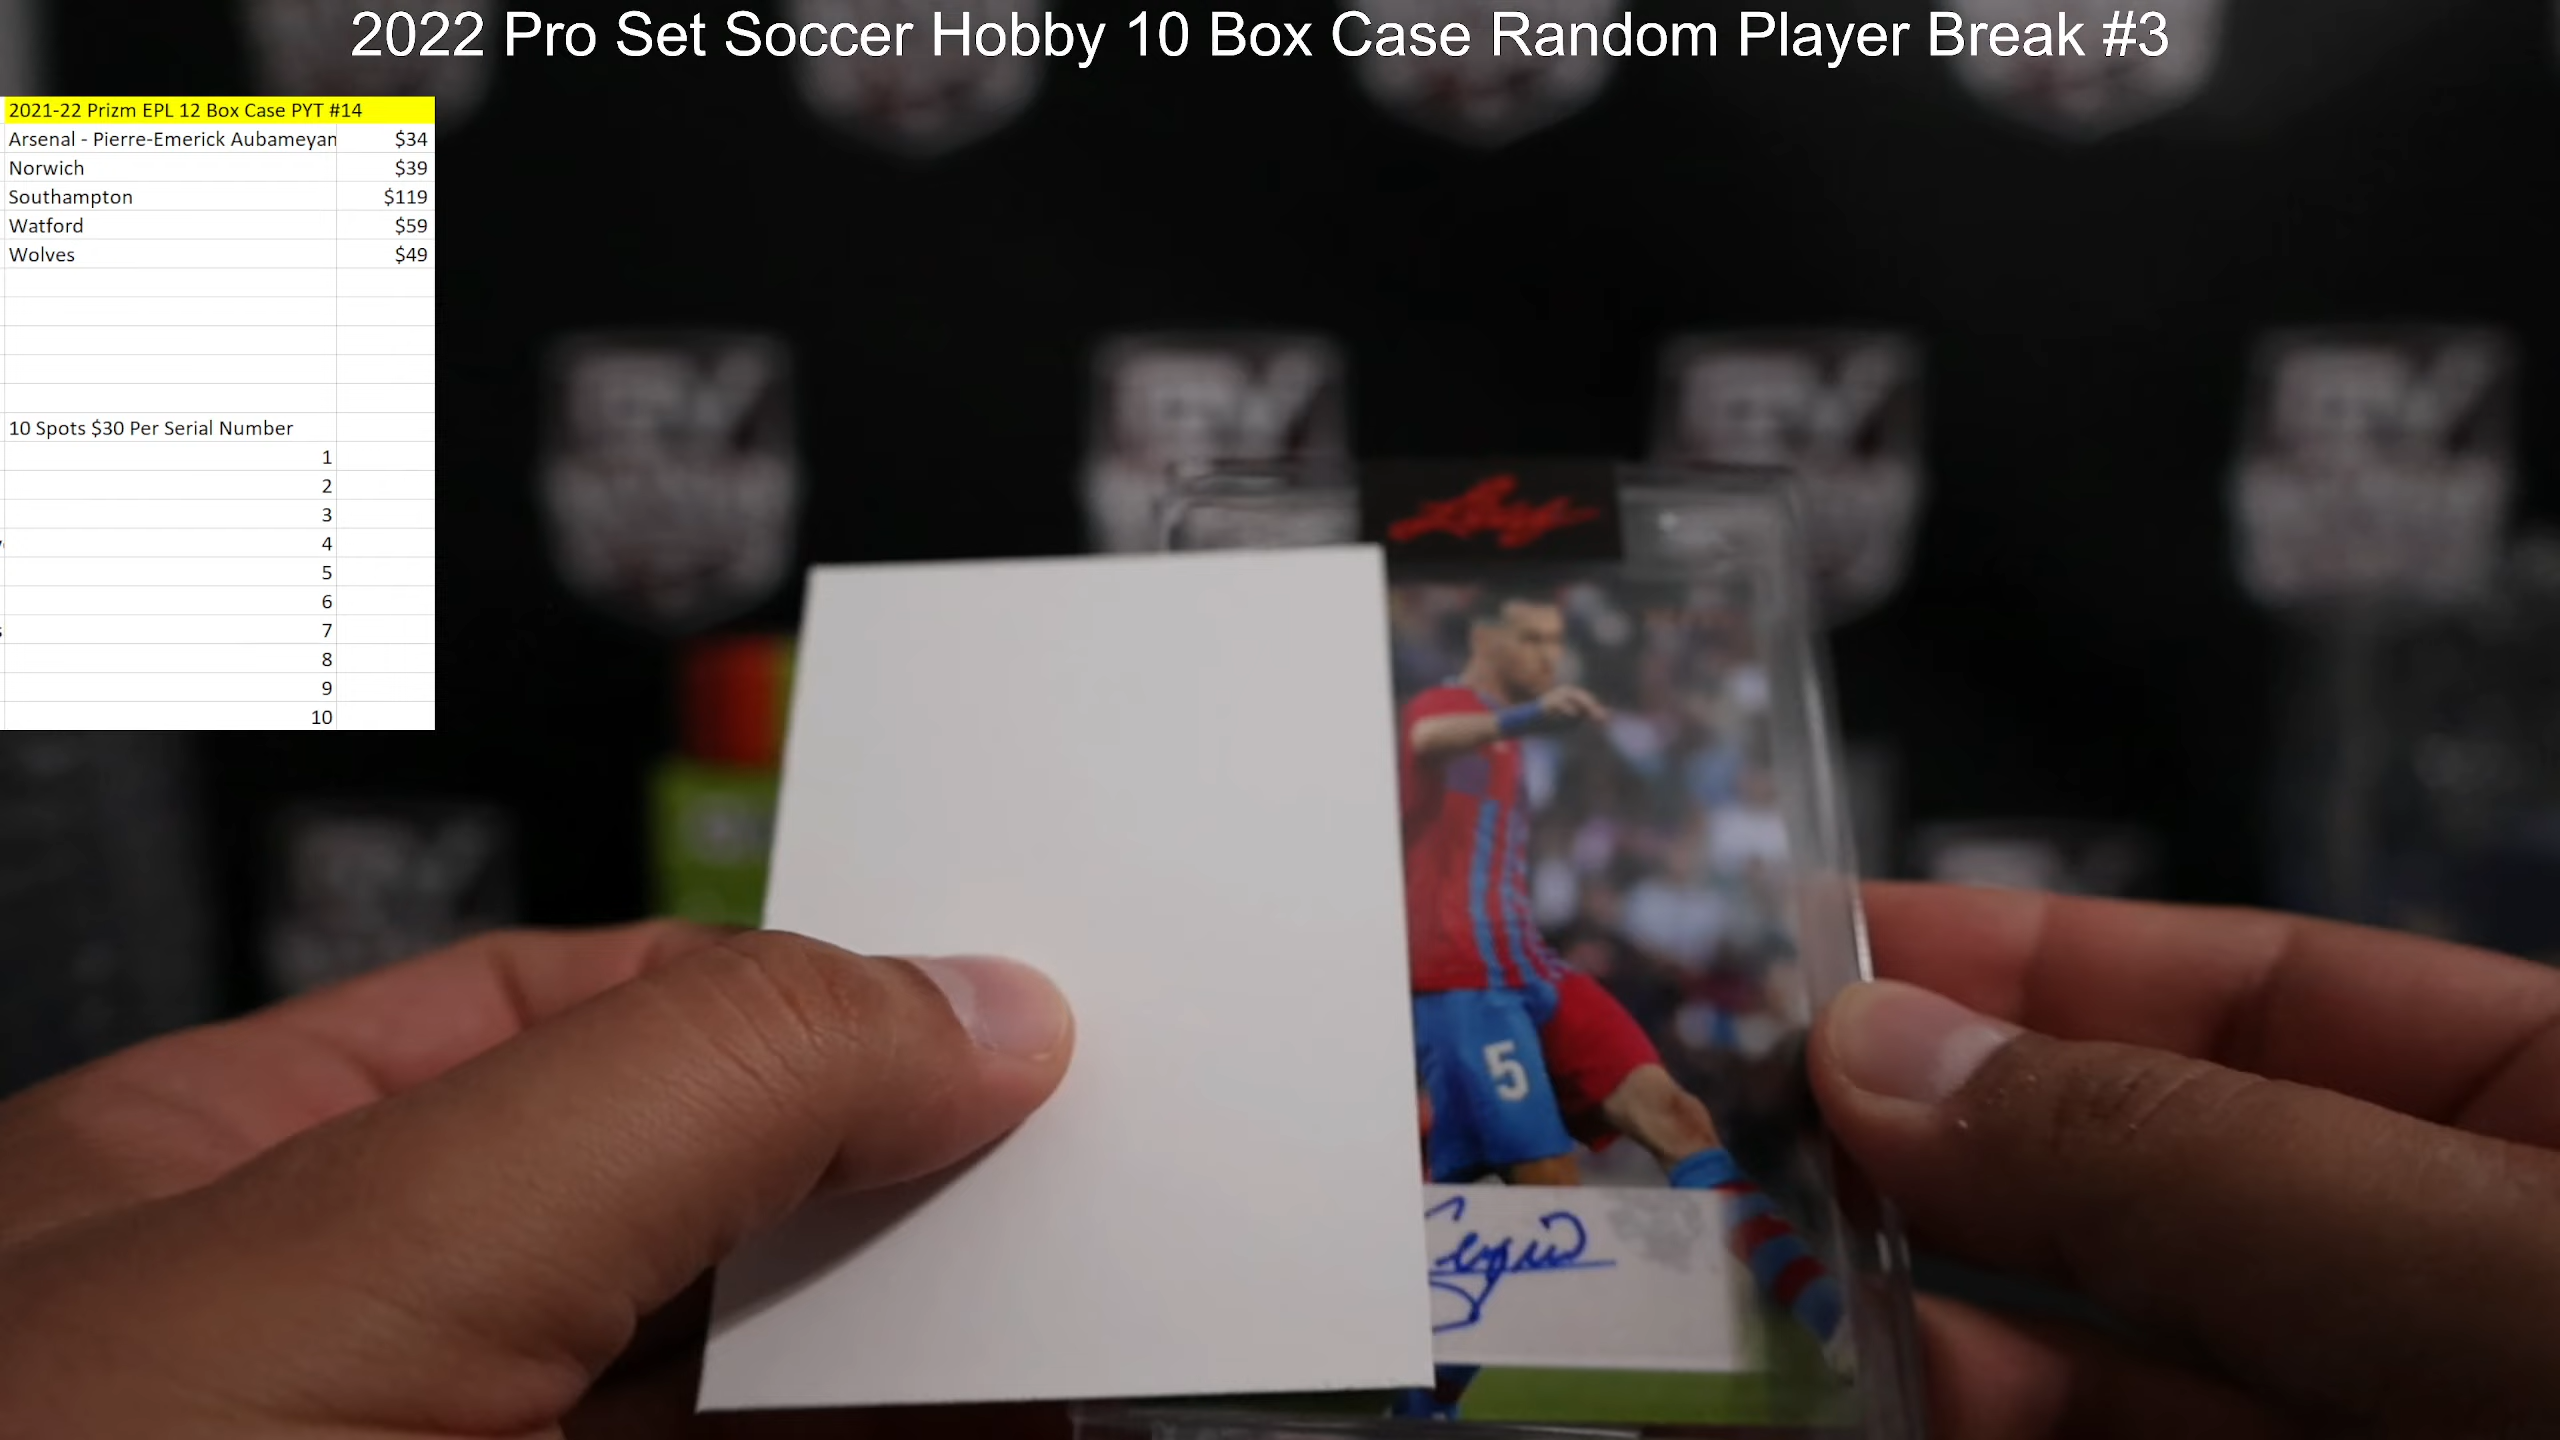 2022 Pro Set Soccer Hobby 10 Box Case Random Player Break #3
2021-22 Prizm EPL 12 Box Case PYT #14
Arsenal - Pierre-Emerick Aubameyan $34
Norwich $39
Southampton $119
Watford $59
Wolves $49
10 Spots $30 Per Serial Number
1
2
3
4
5
6
7
8
9
10
Leaf
5
Sergio